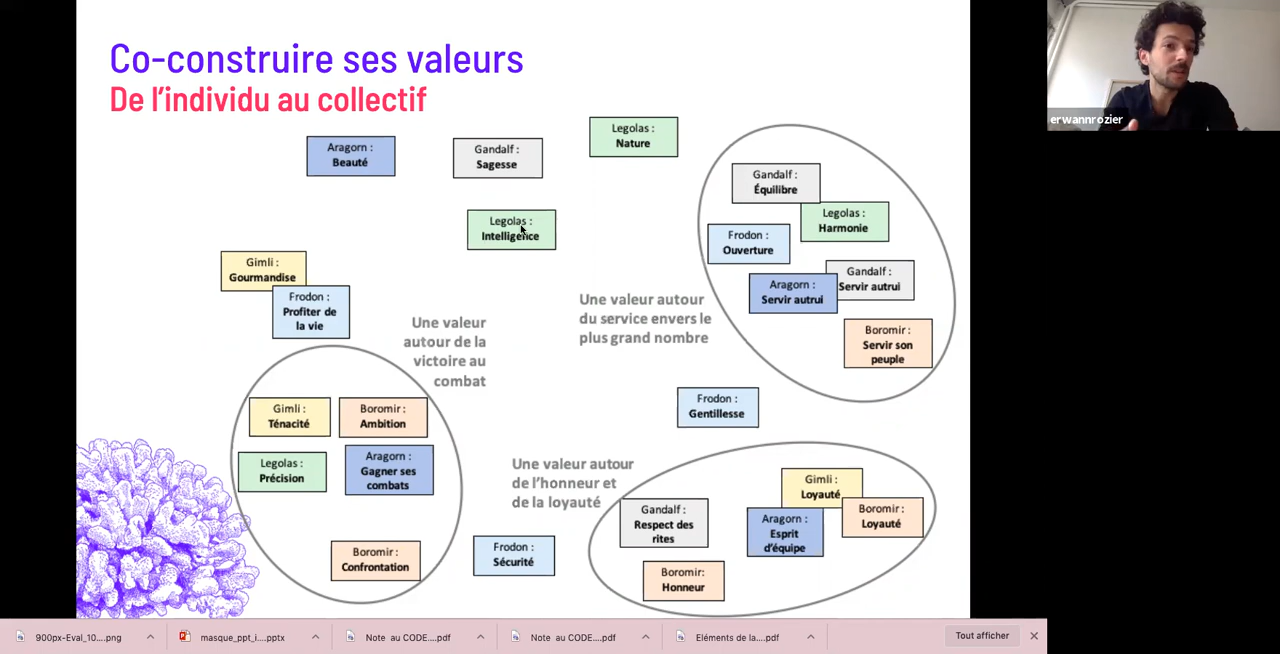 Co-construire ses valeurs
De l'individu au collectif
erwannrozier
Aragorn :
Beauté
Gandalf :
Sagesse
Legolas :
Nature
Legolas :
Intelligence
Gandalf :
Équilibre
Legolas :
Harmonie
Frodon :
Ouverture
Gandalf :
Servir autrui
Aragorn :
Servir autrui
Boromir :
Servir son
peuple
Gimli :
Gourmandise
Frodon :
Profiter de
la vie
Une valeur
autour de la
victoire au
combat
Une valeur autour
du service envers le
plus grand nombre
Frodon :
Gentillesse
Gimli :
Ténacité
Boromir :
Ambition
Legolas :
Précision
Aragorn :
Gagner ses
combats
Boromir :
Confrontation
Une valeur autour
de l'honneur et
de la loyauté
Frodon :
Sécurité
Gimli :
Loyauté
Boromir :
Loyauté
Gandalf :
Respect des
rites
Aragorn :
Esprit
d'équipe
Boromir:
Honneur
900px-Eval_10....png
masque_ppt_i....pptx
Note au CODE....pdf
Note au CODE....pdf
Eléments de la....pdf
Tout afficher